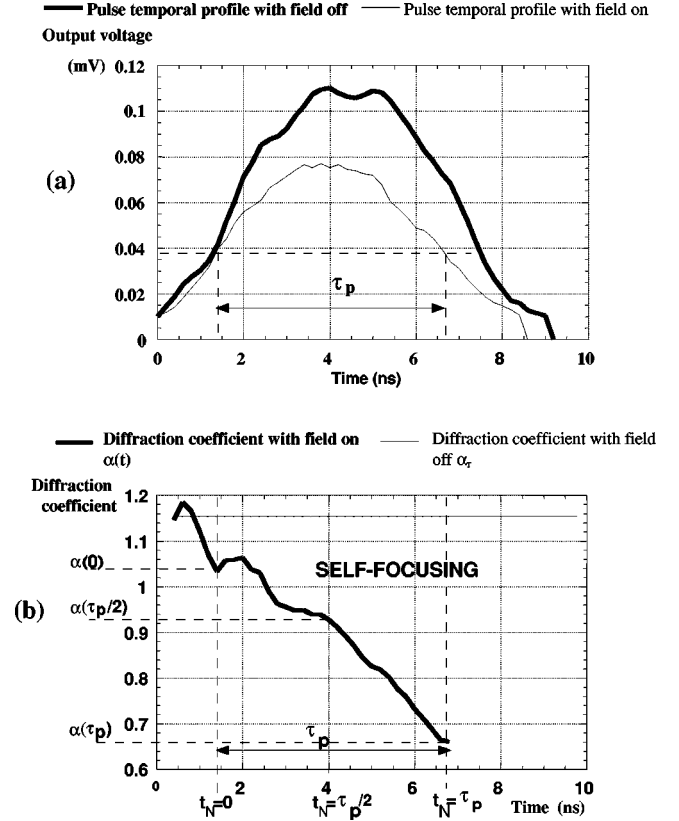 Pulse temporal profile with field off Pulse temporal profile with field on
Output voltage
(mV)
0.12
0.1
0.08
(a)
0.06
0.04
τp
0.02
0
0 2 4 6 8 10
Time (ns)
Diffraction coefficient with field on Diffraction coefficient with field
α(t) off αr
Diffraction
coefficient
1.2
1.1
α(0)
SELF-FOCUSING
1
(b)
α(τp/2)
0.9
0.8
α(τp)
0.7
τp
0.6
0 2 4 6 8 10
tN=0 tN=τp/2 tN=τp Time (ns)